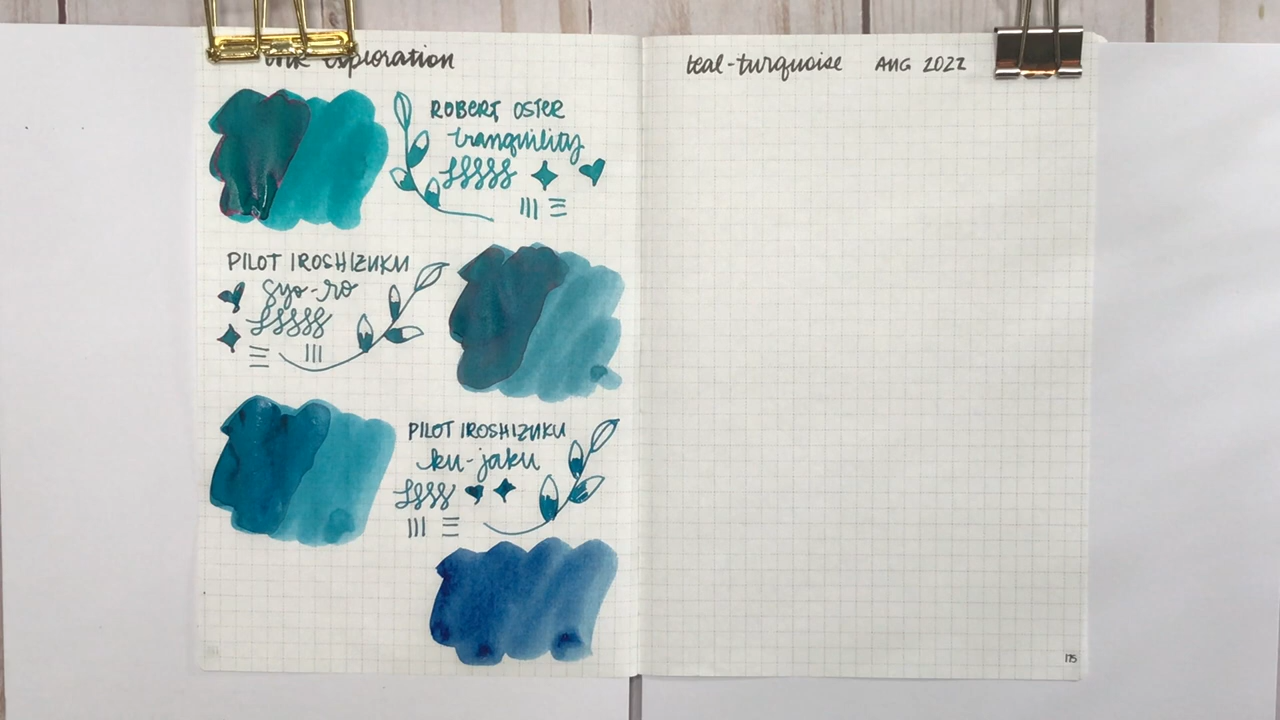 ink exploration
teal-turquoise AUG 2022
ROBERT OSTER
tranquility
PILOT IROSHIZUKU
syo-ro
PILOT IROSHIZUKU
ku-jaku
175